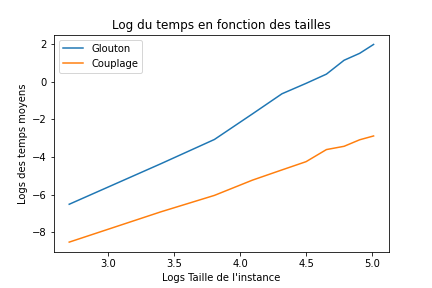 Log du temps en fonction des tailles
Glouton
Couplage
Logs des temps moyens
2
0
−2
−4
−6
−8
3.0 3.5 4.0 4.5 5.0
Logs Taille de l'instance